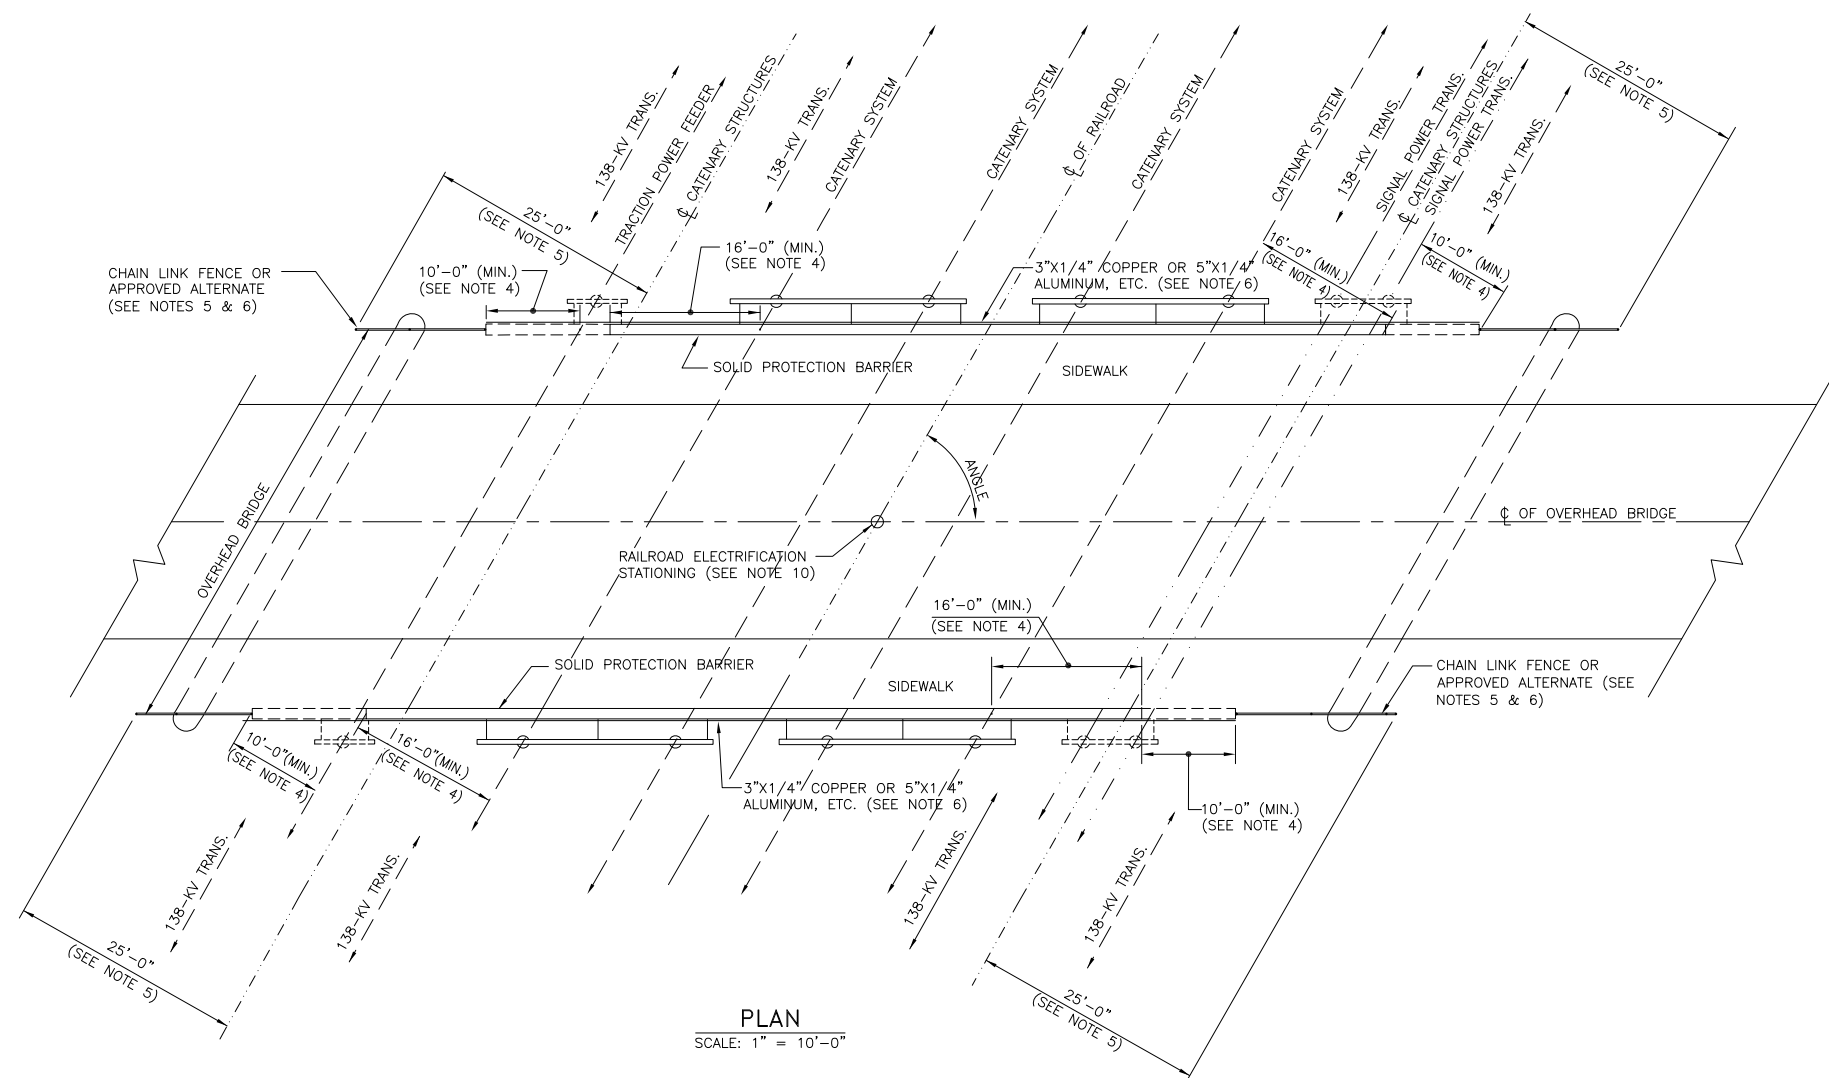 138-KV TRANS.
TRACTION POWER FEEDER
℄ CATENARY STRUCTURES
138-KV TRANS.
CATENARY SYSTEM
CATENARY SYSTEM
℄ OF RAILROAD
CATENARY SYSTEM
CATENARY SYSTEM
138-KV TRANS.
SIGNAL POWER TRANS.
℄ CATENARY STRUCTURES
SIGNAL POWER TRANS.
138-KV TRANS.
25'-0"
(SEE NOTE 5)
25'-0"
(SEE NOTE 5)
16'-0" (MIN.)
(SEE NOTE 4)
16'-0" (MIN.)
(SEE NOTE 4)
10'-0" (MIN.)
(SEE NOTE 4)
CHAIN LINK FENCE OR
APPROVED ALTERNATE
(SEE NOTES 5 & 6)
10'-0" (MIN.)
(SEE NOTE 4)
3"X1/4" COPPER OR 5"X1/4"
ALUMINUM, ETC. (SEE NOTE 6)
SOLID PROTECTION BARRIER
SIDEWALK
ANGLE
℄ OF OVERHEAD BRIDGE
OVERHEAD BRIDGE
RAILROAD ELECTRIFICATION
STATIONING (SEE NOTE 10)
16'-0" (MIN.)
(SEE NOTE 4)
SOLID PROTECTION BARRIER
SIDEWALK
CHAIN LINK FENCE OR
APPROVED ALTERNATE (SEE
NOTES 5 & 6)
10'-0"(MIN.)
(SEE NOTE 4)
16'-0"(MIN.)
(SEE NOTE 4)
3"X1/4" COPPER OR 5"X1/4"
ALUMINUM, ETC. (SEE NOTE 6)
10'-0" (MIN.)
(SEE NOTE 4)
138-KV TRANS.
138-KV TRANS.
138-KV TRANS.
138-KV TRANS.
25'-0"
(SEE NOTE 5)
25'-0"
(SEE NOTE 5)
PLAN
SCALE: 1" = 10'-0"